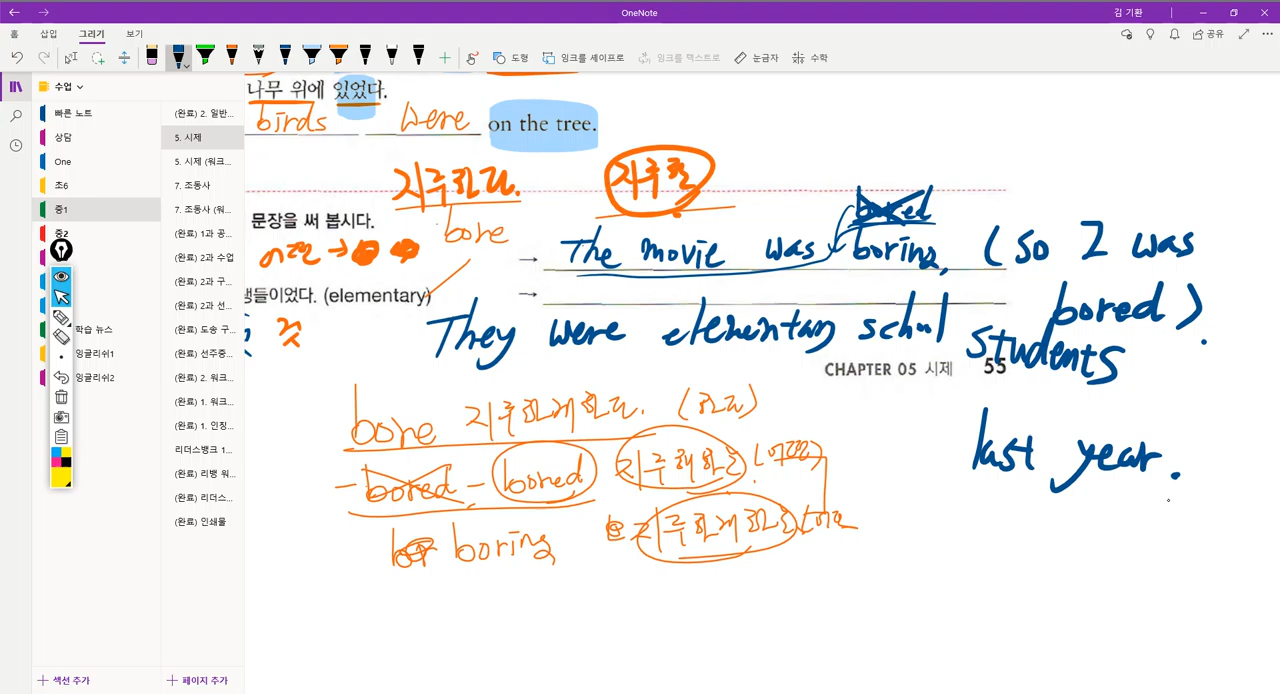 OneNote
김 기환
홈 삽입 그리기 보기
공유
도형 잉크를 셰이프로 잉크를 텍스트로 눈금자 수학
수업
빠른 노트
상담
One
초6
중1
중2
학습 뉴스
잉글리쉬1
잉글리쉬2
섹션 추가
(완료) 2. 일반...
5. 시제
5. 시제 (워크...
7. 조동사
7. 조동사 (워...
(완료) 1과 공...
(완료) 2과 수업
(완료) 2과 구...
(완료) 2과 선...
(완료) 도송 구...
(완료) 선주중...
(완료) 2. 워크...
(완료) 1. 워크...
(완료) 1. 인칭...
리더스뱅크 1...
(완료) 리뱅 워...
(완료) 리더스...
(완료) 인쇄물
페이지 추가
나무 위에 있었다.
birds were on the tree.
지루한 지루할
문장을 써 봅시다.
bore
bored
The movie was boring, (so I was bored).
생들이었다. (elementary)
They were elementary schul students
last year.
CHAPTER 05 시제 55
bore 지루하게하다. (하다)
- bored - bored 지루해하는
boring 지루하게하는